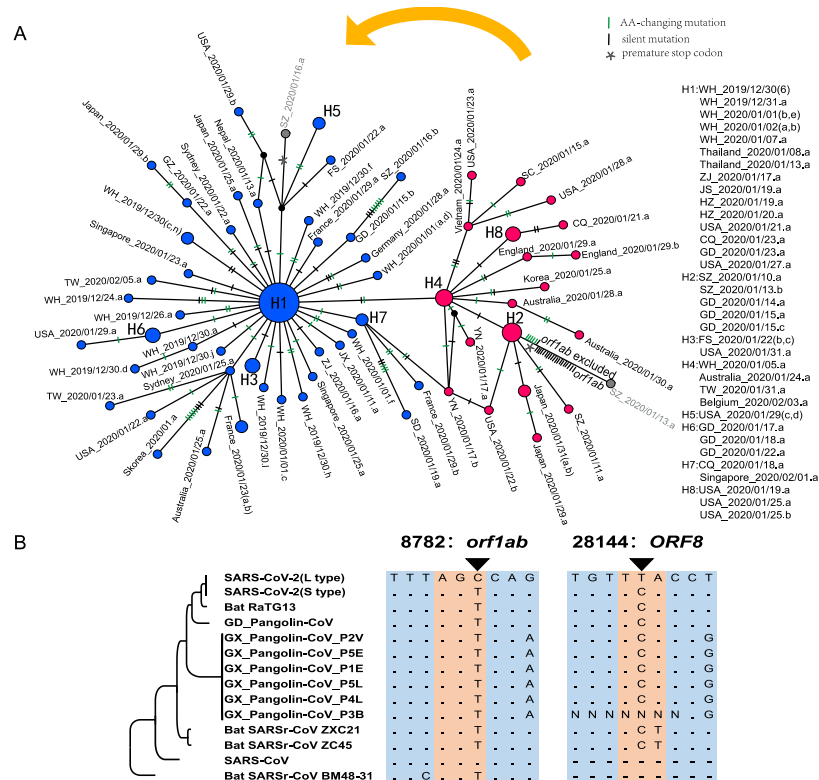 A
AA-changing mutation
silent mutation
premature stop codon
USA_2020/01/29.b
SZ_2020/01/16.a
H5
Japan_2020/01/29.b
GZ_2020/01/22.a
Sydney_2020/01/22.a
Japan_2020/01/25.a
Nepal_2020/01/13.a
FS_2020/01/22.a
SZ_2020/01/16.b
WH_2019/12/30.f
France_2020/01/29.a
GD_2020/01/15.b
Germany_2020/01/28.a
WH_2020/01/01(a,d)
WH_2019/12/30(c,n)
Singapore_2020/01/23.a
TW_2020/02/05.a
WH_2019/12/24.a
WH_2019/12/26.a
USA_2020/01/29.a
H6
WH_2019/12/30.a
WH_2019/12/30.d
WH_2019/12/30.j
Sydney_2020/01/25.a
TW_2020/01/23.a
USA_2020/01/22.a
Skorea_2020/01.a
Australia_2020/01/25.a
France_2020/01/23(a,b)
H1
H3
WH_2019/12/30.l
WH_2020/01/01.c
WH_2019/12/30.h
Singapore_2020/01/25.a
ZJ_2020/01/16.a
JX_2020/01/11.a
WH_2020/01/01.f
H7
SD_2020/01/19.a
France_2020/01/29.b
YN_2020/01/17.b
USA_2020/01/22.b
YN_2020/01/17.a
H4
Vietnam_2020/0124.a
USA_2020/01/23.a
SC_2020/01/15.a
USA_2020/01/28.a
H8
CQ_2020/01/21.a
England_2020/01/29.a
England_2020/01/29.b
Korea_2020/01/25.a
Australia_2020/01/28.a
H2
Australia_2020/01/30.a
orf1ab excluded
orf1ab
SZ_2020/01/13.a
SZ_2020/01/11.a
Japan_2020/01/31(a,b)
Japan_2020/01/29.a
H1:WH_2019/12/30(6)
WH_2019/12/31.a
WH_2020/01/01(b,e)
WH_2020/01/02(a,b)
WH_2020/01/07.a
Thailand_2020/01/08.a
Thailand_2020/01/13.a
ZJ_2020/01/17.a
JS_2020/01/19.a
HZ_2020/01/19.a
HZ_2020/01/20.a
USA_2020/01/21.a
CQ_2020/01/23.a
GD_2020/01/23.a
USA_2020/01/27.a
H2:SZ_2020/01/10.a
SZ_2020/01/13.b
GD_2020/01/14.a
GD_2020/01/15.a
GD_2020/01/15.c
H3:FS_2020/01/22(b,c)
USA_2020/01/31.a
H4:WH_2020/01/05.a
Australia_2020/01/24.a
TW_2020/01/31.a
Belgium_2020/02/03.a
H5:USA_2020/01/29(c,d)
H6:GD_2020/01/17.a
GD_2020/01/18.a
GD_2020/01/22.a
H7:CQ_2020/01/18.a
Singapore_2020/02/01.a
H8:USA_2020/01/19.a
USA_2020/01/25.a
USA_2020/01/25.b
B
8782: orf1ab 28144: ORF8
SARS-CoV-2(L type) T T T A G C C A G T G T T T A C C T
SARS-CoV-2(S type) . . . . . T . . . . . . . C . . . .
Bat RaTG13 . . . . . T . . . . . . . C . . . .
GD_Pangolin-CoV . . . . . T . . . . . . . C . . . .
GX_Pangolin-CoV_P2V . . . . . T . . A . . . . C . . . G
GX_Pangolin-CoV_P5E . . . . . T . . A . . . . C . . . G
GX_Pangolin-CoV_P1E . . . . . T . . A . . . . C . . . G
GX_Pangolin-CoV_P5L . . . . . T . . A . . . . C . . . G
GX_Pangolin-CoV_P4L . . . . . T . . A . . . . C . . . G
GX_Pangolin-CoV_P3B . . . . . T . . A N N N N N N N . G
Bat SARSr-CoV ZXC21 . . . . . T . . . . . . . C T . . .
Bat SARSr-CoV ZC45 . . . . . T . . . . . . . C T . . .
SARS-CoV . . . . . . . . . . . . . . . . . .
Bat SARSr-CoV BM48-31 . . C . . T . . . . . . . . . . . .